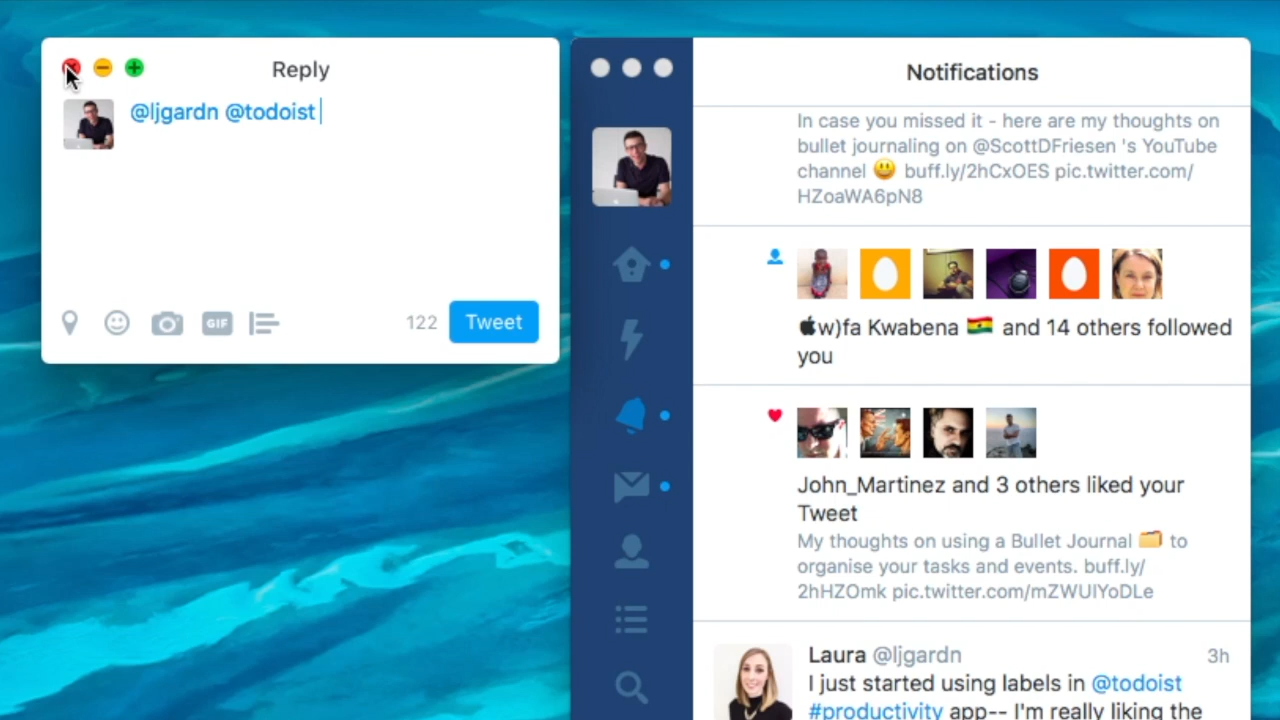 Reply
@ljgardn @todoist
GIF
122
Tweet
Notifications
In case you missed it - here are my thoughts on
bullet journaling on @ScottDFriesen 's YouTube
channel 😃 buff.ly/2hCxOES pic.twitter.com/
HZoaWA6pN8
w)fa Kwabena 🇬🇭 and 14 others followed
you
John_Martinez and 3 others liked your
Tweet
My thoughts on using a Bullet Journal 🗂 to
organise your tasks and events. buff.ly/
2hHZOmk pic.twitter.com/mZWUIYoDLe
Laura @ljgardn 3h
I just started using labels in @todoist
#productivity app-- I'm really liking the